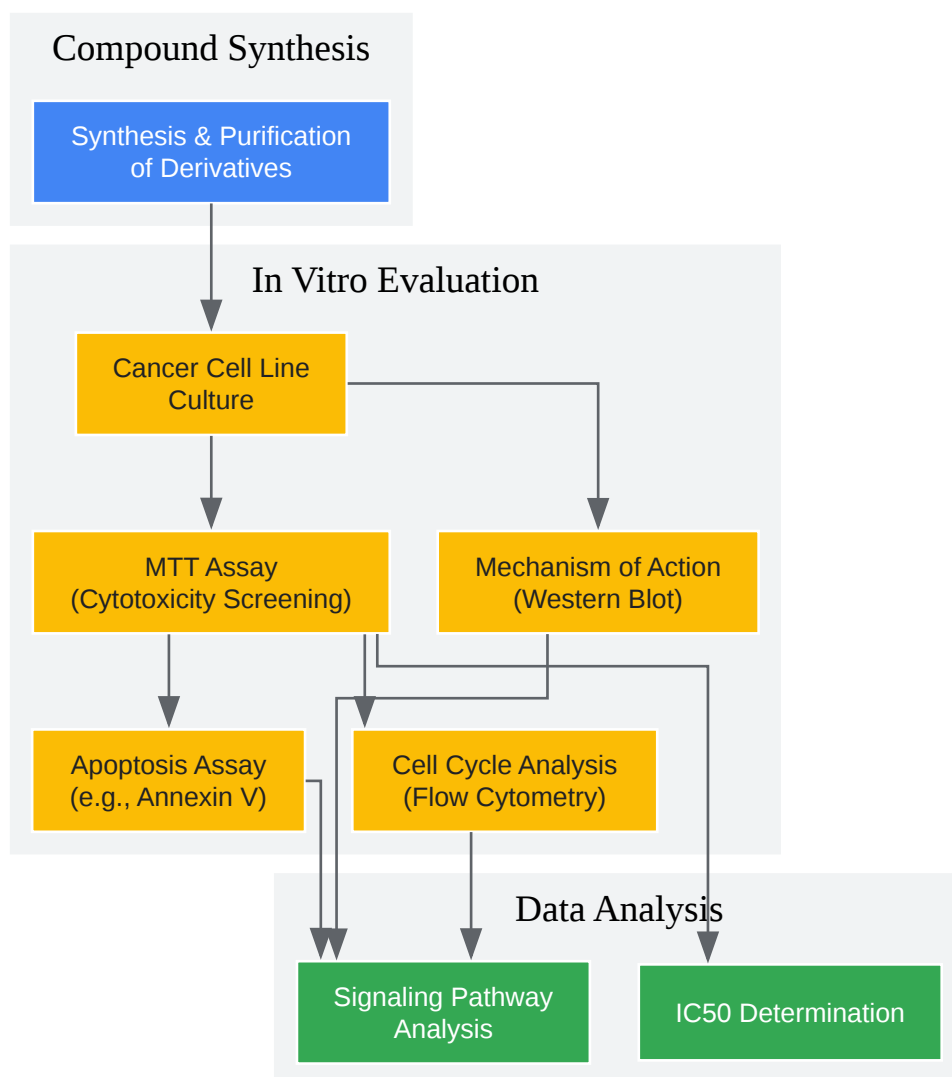 Compound Synthesis
Synthesis & Purification
of Derivatives
In Vitro Evaluation
Cancer Cell Line
Culture
MTT Assay
(Cytotoxicity Screening)
Mechanism of Action
(Western Blot)
Apoptosis Assay
(e.g., Annexin V)
Cell Cycle Analysis
(Flow Cytometry)
Data Analysis
Signaling Pathway
Analysis
IC50 Determination